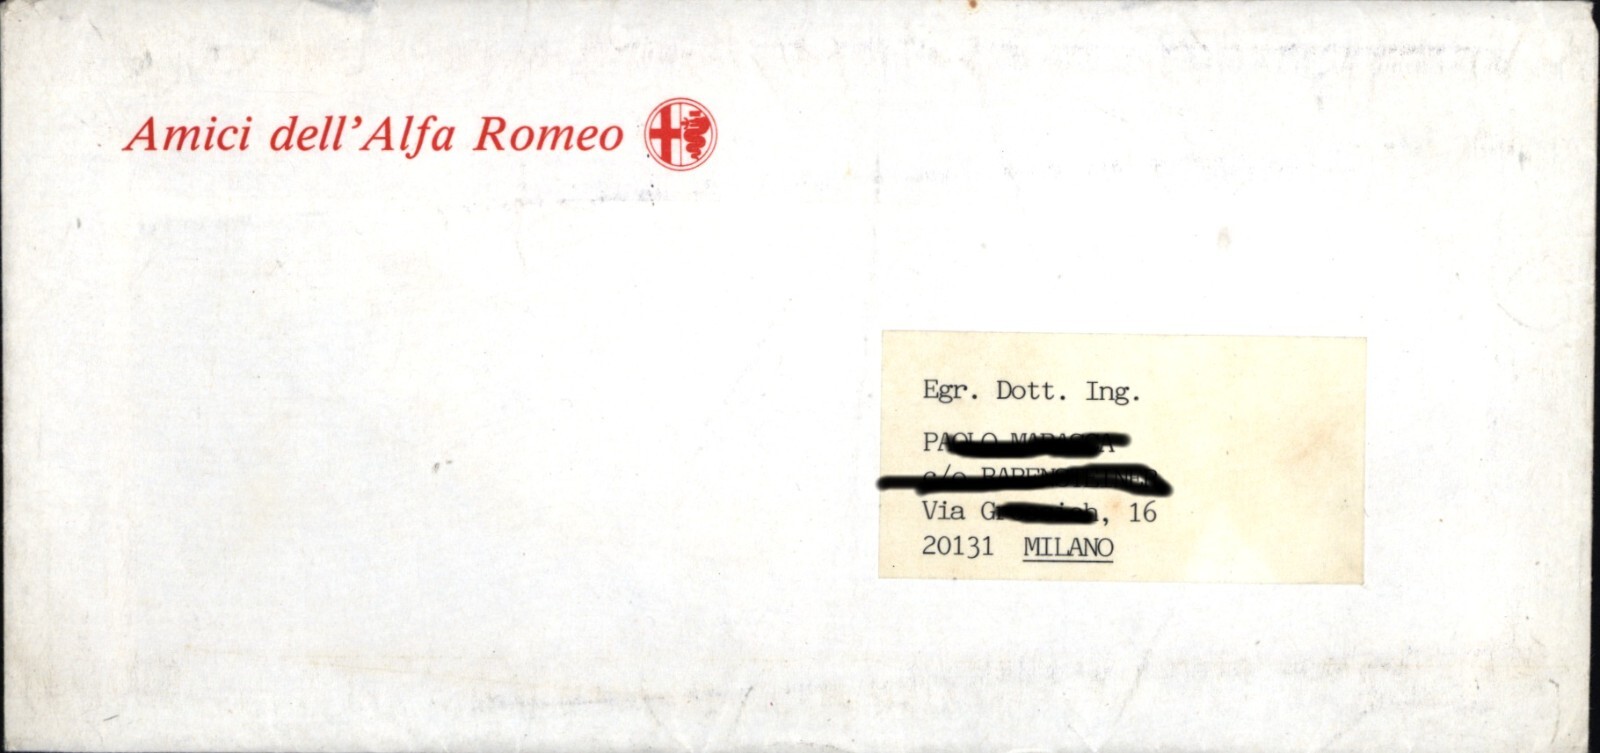 Amici dell'Alfa Romeo
Egr. Dott. Ing.
Via , 16
20131 MILANO